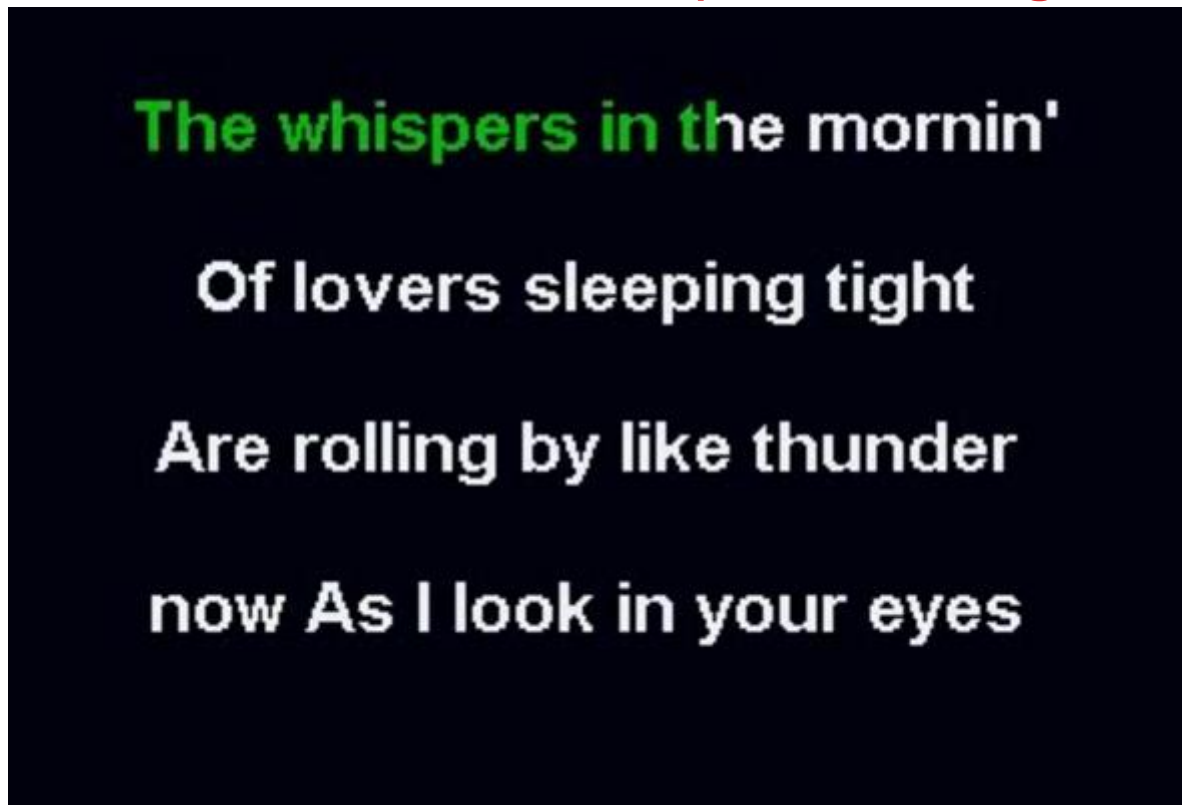 The whispers in the mornin'
Of lovers sleeping tight
Are rolling by like thunder
now As I look in your eyes